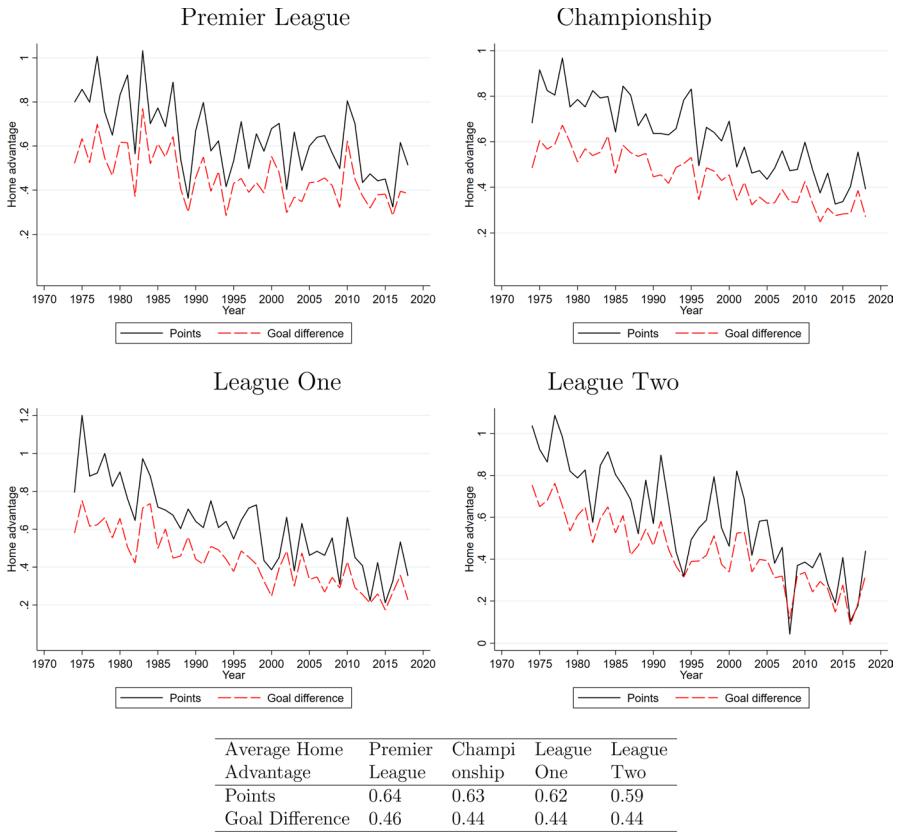 Premier League
Championship
Home advantage
.2 .4 .6 .8 1
1970 1975 1980 1985 1990 1995 2000 2005 2010 2015 2020
Year
Points Goal difference
Home advantage
.2 .4 .6 .8 1
1970 1975 1980 1985 1990 1995 2000 2005 2010 2015 2020
Year
Points Goal difference
League One
League Two
Home advantage
.2 .4 .6 .8 1 1.2
1970 1975 1980 1985 1990 1995 2000 2005 2010 2015 2020
Year
Points Goal difference
Home advantage
0 .2 .4 .6 .8 1
1970 1975 1980 1985 1990 1995 2000 2005 2010 2015 2020
Year
Points Goal difference
Average Home Premier Champi League League
Advantage League onship One Two
Points 0.64 0.63 0.62 0.59
Goal Difference 0.46 0.44 0.44 0.44